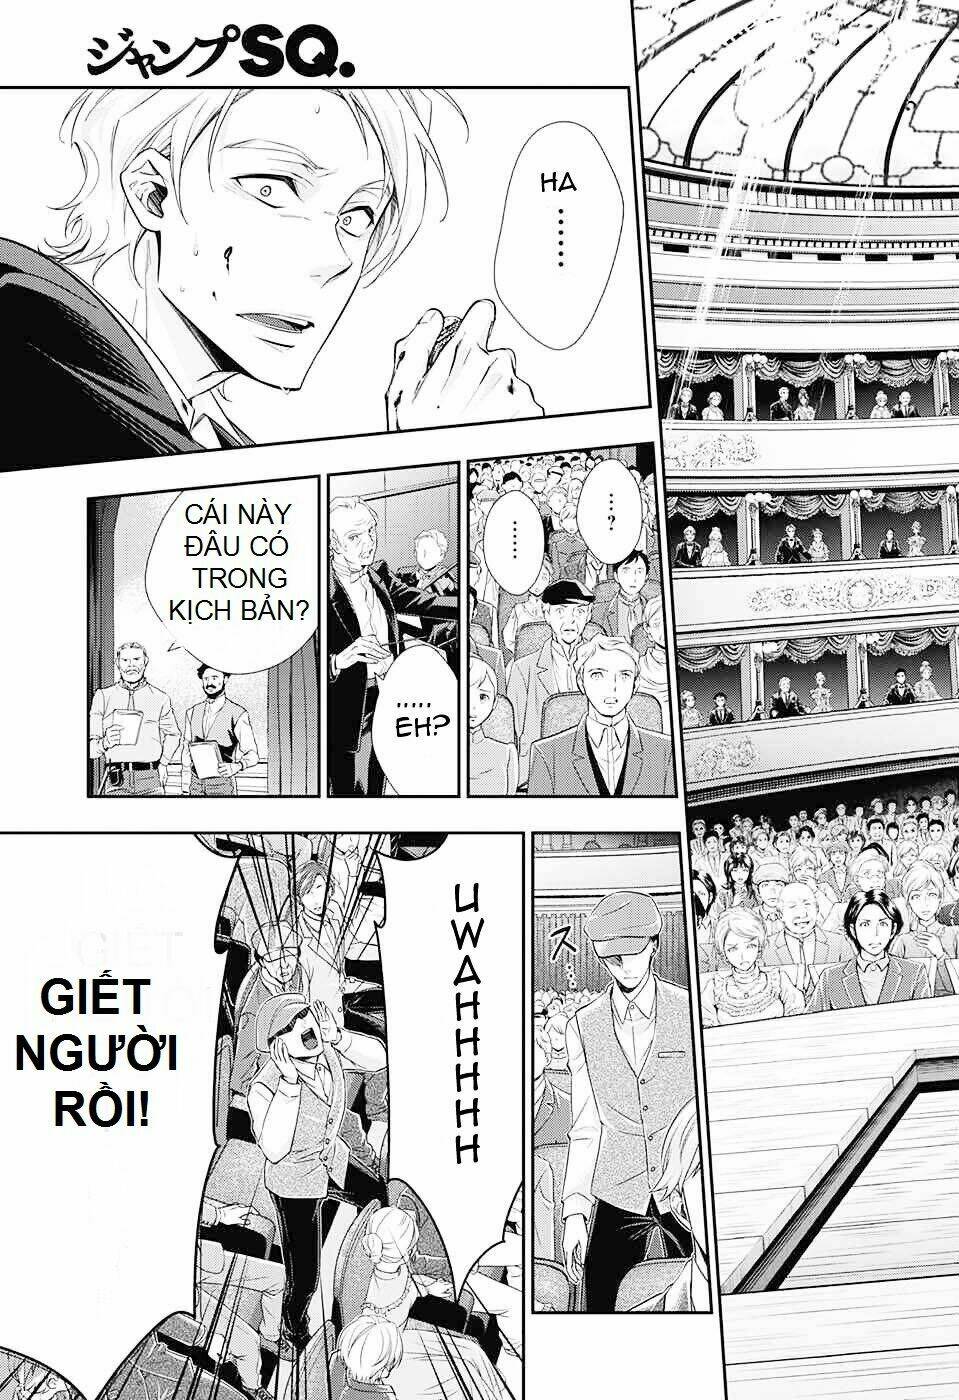 ジャンプSQ.
HA
......
...?
......
.....
EH?
CÁI NÀY
ĐÂU CÓ
TRONG
KỊCH BẢN?
ス...
UWAHHHHH
GIẾT
NGƯỜI
RỒI!